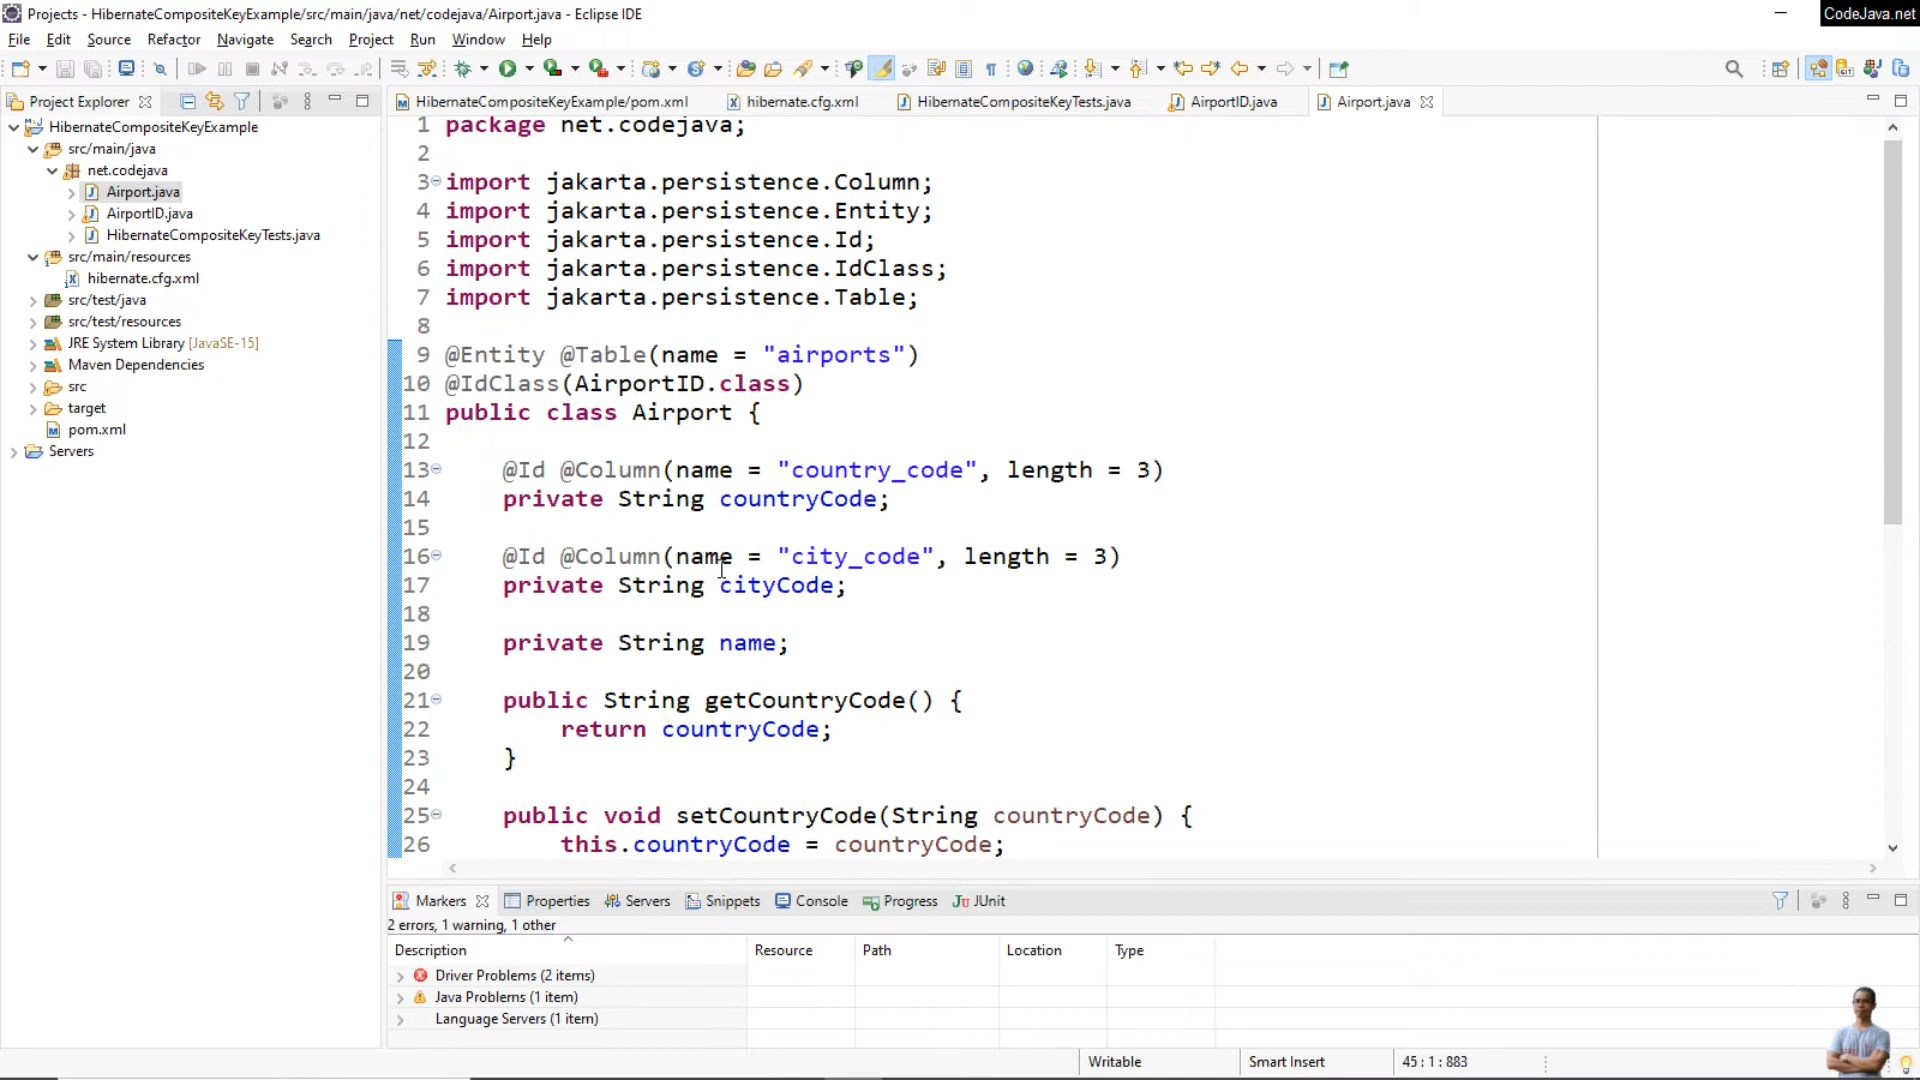 Projects - HibernateCompositeKeyExample/src/main/java/net/codejava/Airport.java - Eclipse IDE
CodeJava.net
File Edit Source Refactor Navigate Search Project Run Window Help
Project Explorer
HibernateCompositeKeyExample/pom.xml hibernate.cfg.xml HibernateCompositeKeyTests.java AirportID.java Airport.java
HibernateCompositeKeyExample
src/main/java
net.codejava
Airport.java
AirportID.java
HibernateCompositeKeyTests.java
src/main/resources
hibernate.cfg.xml
src/test/java
src/test/resources
JRE System Library [JavaSE-15]
Maven Dependencies
src
target
pom.xml
Servers
1 package net.codejava;
2
3 import jakarta.persistence.Column;
4 import jakarta.persistence.Entity;
5 import jakarta.persistence.Id;
6 import jakarta.persistence.IdClass;
7 import jakarta.persistence.Table;
8
9 @Entity @Table(name = "airports")
10 @IdClass(AirportID.class)
11 public class Airport {
12
13 @Id @Column(name = "country_code", length = 3)
14 private String countryCode;
15
16 @Id @Column(name = "city_code", length = 3)
17 private String cityCode;
18
19 private String name;
20
21 public String getCountryCode() {
22 return countryCode;
23 }
24
25 public void setCountryCode(String countryCode) {
26 this.countryCode = countryCode;
Markers Properties Servers Snippets Console Progress JUnit
2 errors, 1 warning, 1 other
Description Resource Path Location Type
Driver Problems (2 items)
Java Problems (1 item)
Language Servers (1 item)
Writable Smart Insert 45 : 1 : 883